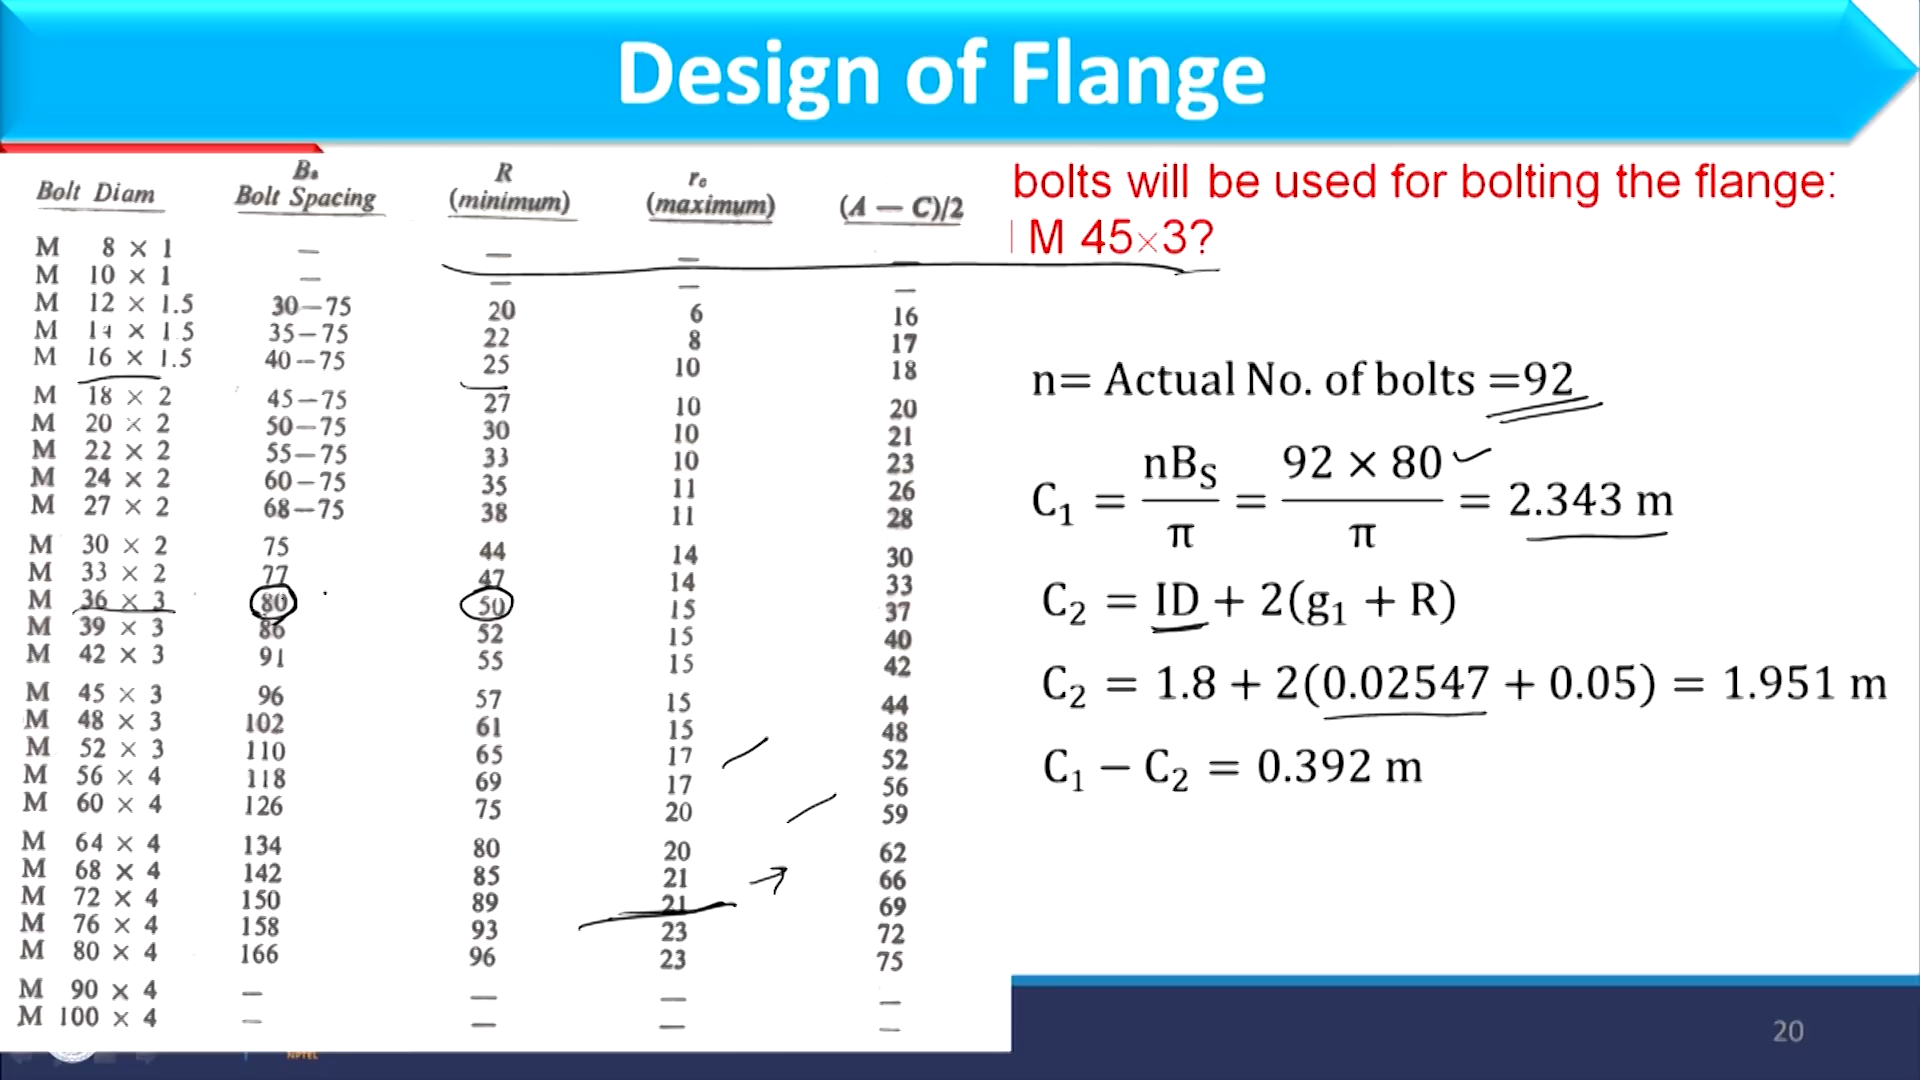 Design of Flange
Bolt Diam Bs Bolt Spacing R (minimum) rc (maximum) (A — C)/2
M 8 × 1 — — — —
M 10 × 1 — — — —
M 12 × 1.5 30—75 20 6 16
M 14 × 1.5 35—75 22 8 17
M 16 × 1.5 40—75 25 10 18
M 18 × 2 45—75 27 10 20
M 20 × 2 50—75 30 10 21
M 22 × 2 55—75 33 10 23
M 24 × 2 60—75 35 11 26
M 27 × 2 68—75 38 11 28
M 30 × 2 75 44 14 30
M 33 × 2 77 47 14 33
M 36 × 3 80 50 15 37
M 39 × 3 86 52 15 40
M 42 × 3 91 55 15 42
M 45 × 3 96 57 15 44
M 48 × 3 102 61 15 48
M 52 × 3 110 65 17 52
M 56 × 4 118 69 17 56
M 60 × 4 126 75 20 59
M 64 × 4 134 80 20 62
M 68 × 4 142 85 21 66
M 72 × 4 150 89 21 69
M 76 × 4 158 93 23 72
M 80 × 4 166 96 23 75
M 90 × 4 — — — —
M 100 × 4 — — — —
bolts will be used for bolting the flange:
M 45×3?
n= Actual No. of bolts =92
C₁ = nB_S/π = 92 × 80/π = 2.343 m
C₂ = ID + 2(g₁ + R)
C₂ = 1.8 + 2(0.02547 + 0.05) = 1.951 m
C₁ − C₂ = 0.392 m
NPTEL
20